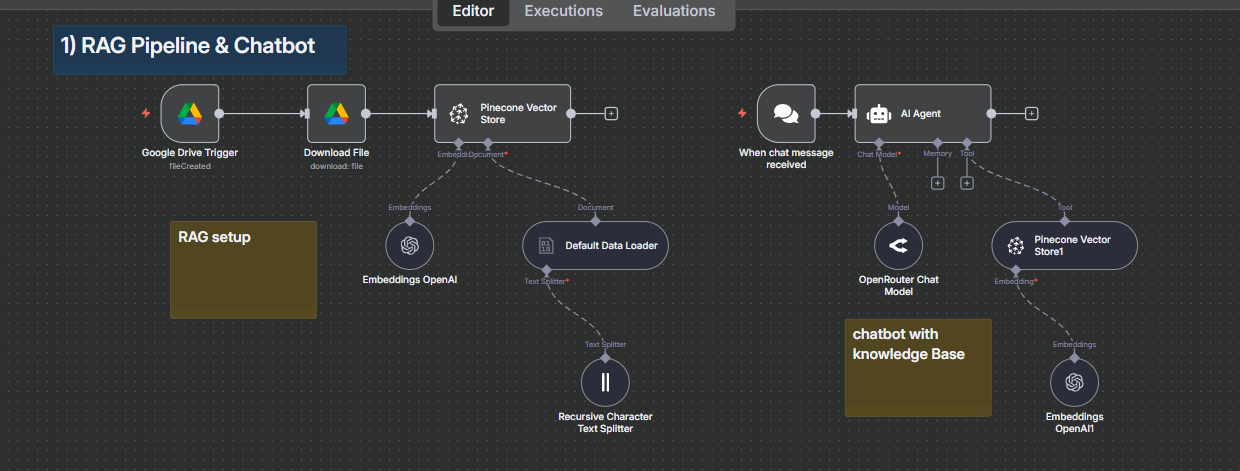 Editor Executions Evaluations
1) RAG Pipeline & Chatbot
Google Drive Trigger
fileCreated
Download File
download: file
Pinecone Vector
Store
Document*
Embeddings
Embeddings OpenAI
Document
Default Data Loader
Text Splitter*
Text Splitter
Recursive Character
Text Splitter
RAG setup
When chat message
received
AI Agent
Chat Model*
Memory
Tool
Model
OpenRouter Chat
Model
Tool
Pinecone Vector
Store1
Embedding*
Embeddings
Embeddings
OpenAI1
chatbot with
knowledge Base